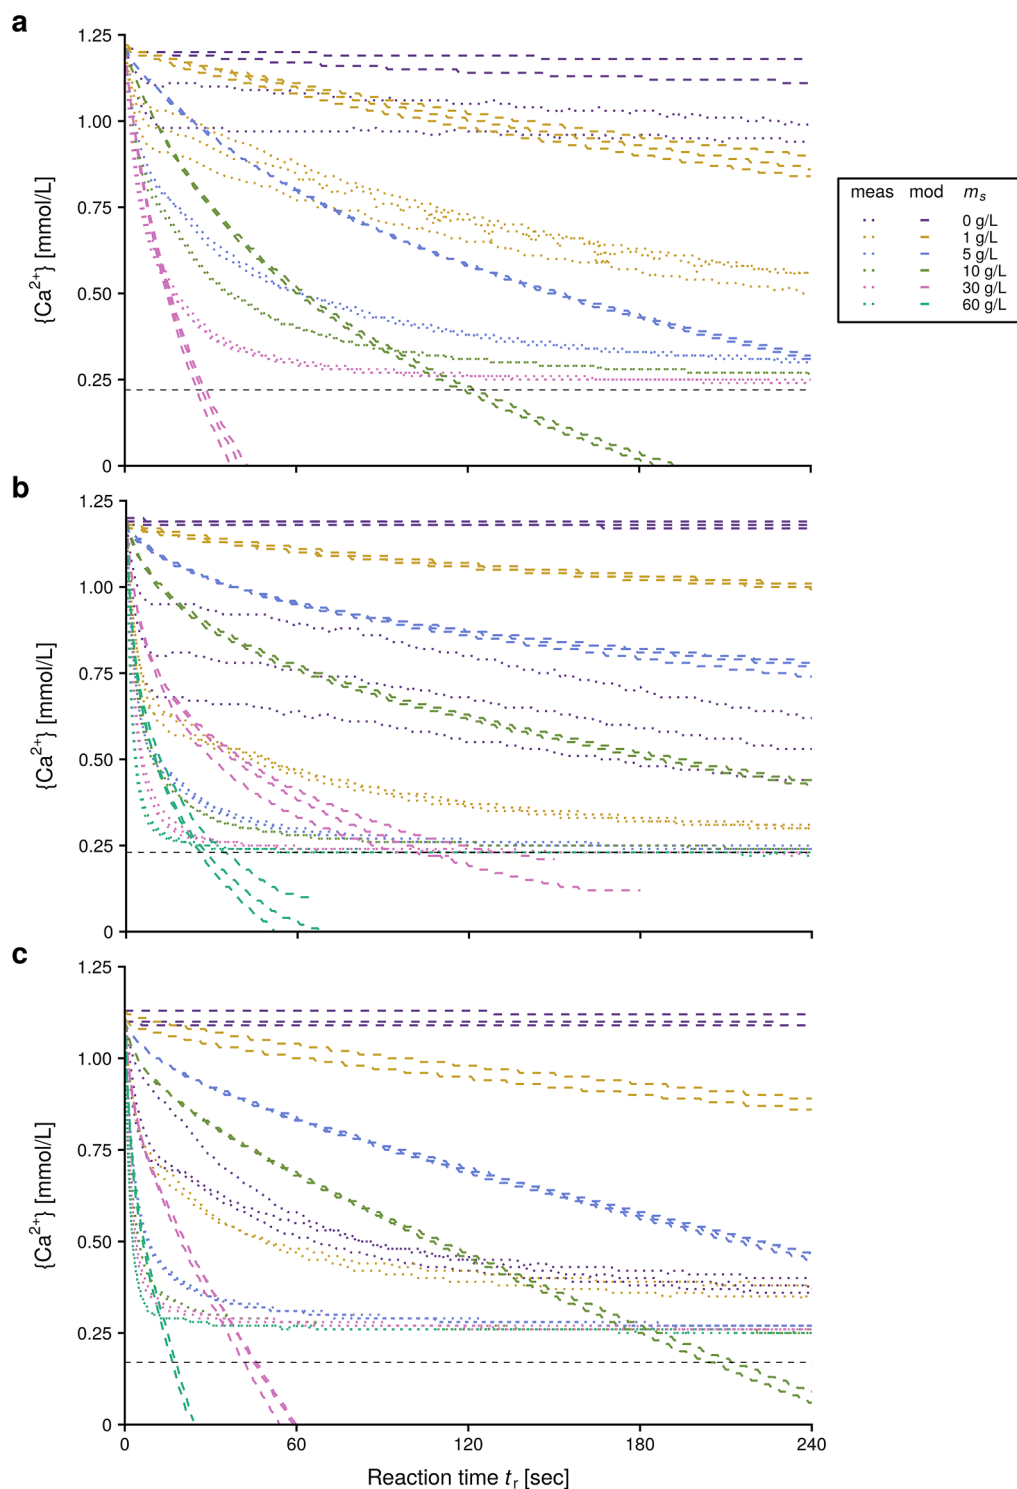 a
1.25
1.00
0.75
0.50
0.25
0
{Ca²⁺} [mmol/L]
meas mod mₛ
0 g/L
1 g/L
5 g/L
10 g/L
30 g/L
60 g/L
b
1.25
1.00
0.75
0.50
0.25
0
{Ca²⁺} [mmol/L]
c
1.25
1.00
0.75
0.50
0.25
0
{Ca²⁺} [mmol/L]
0 60 120 180 240
Reaction time tᵣ [sec]